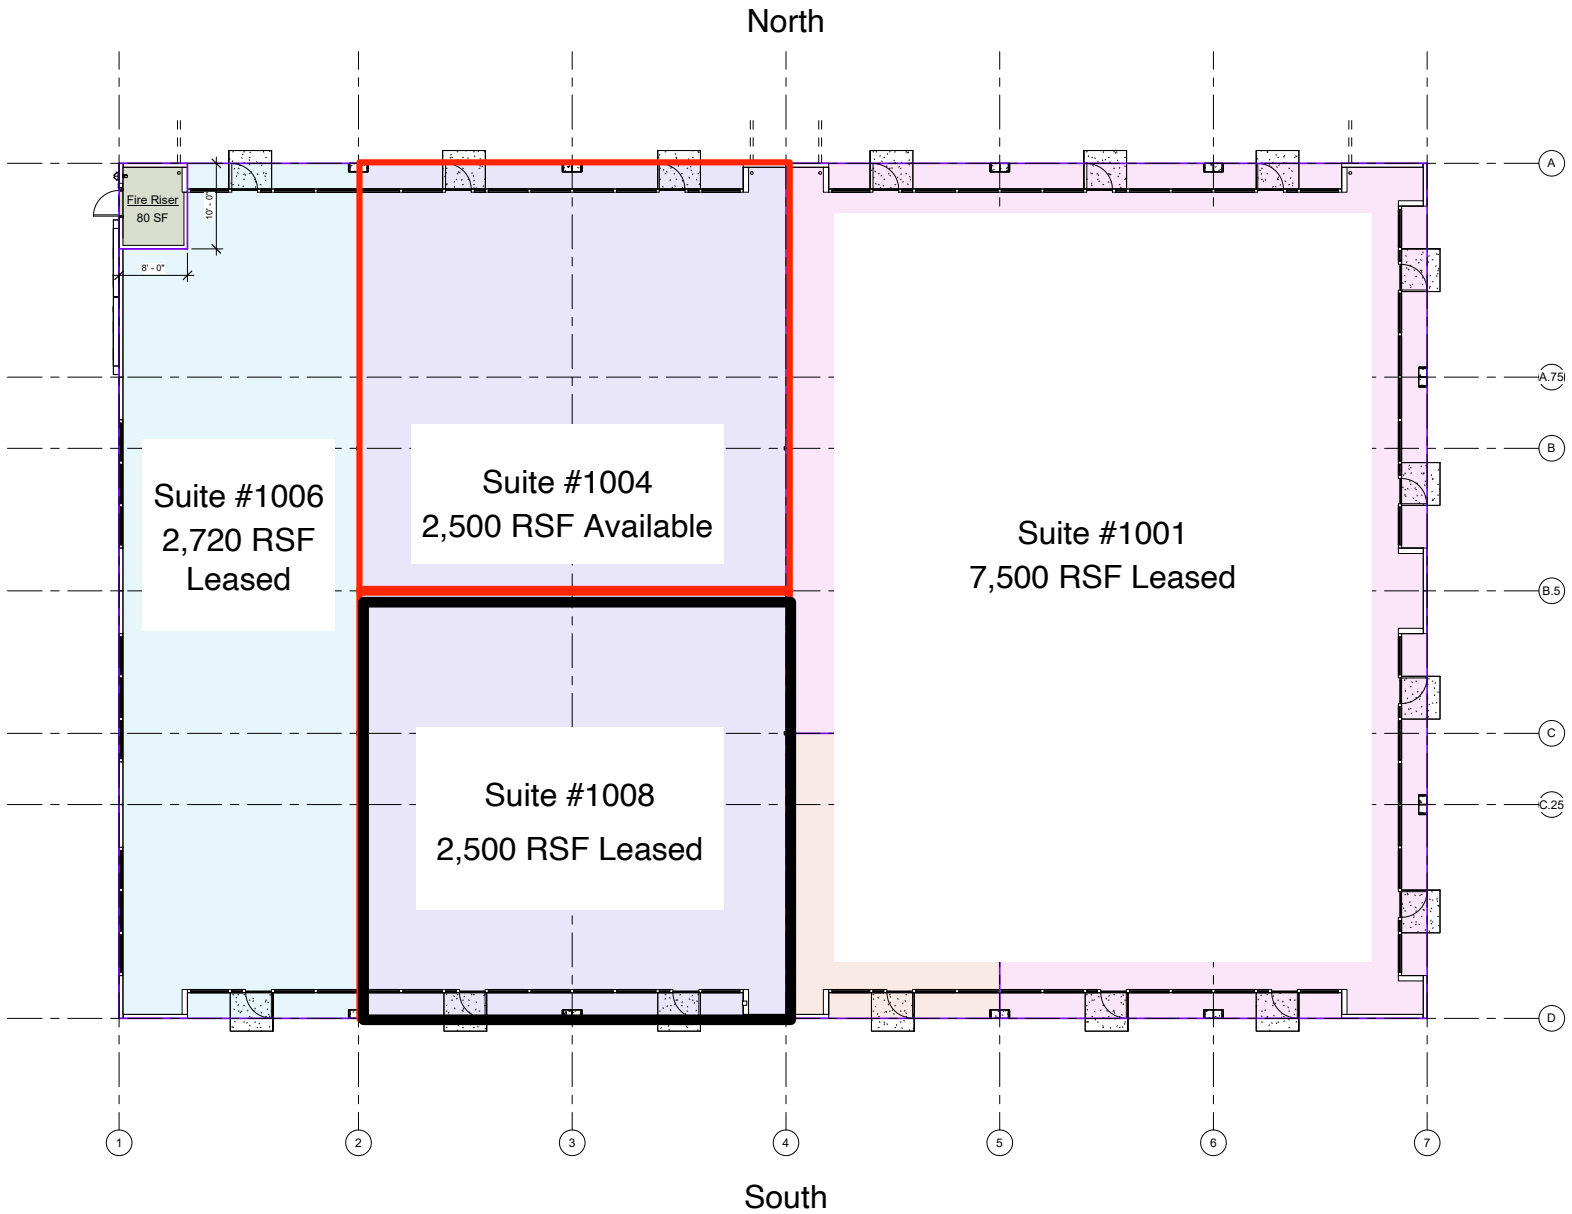 North
A
Fire Riser
80 SF
10' - 0"
8' - 0"
A.75
B
Suite #1006
2,720 RSF
Leased
Suite #1004
2,500 RSF Available
Suite #1001
7,500 RSF Leased
B.5
C
Suite #1008
2,500 RSF Leased
C.25
D
1
2
3
4
5
6
7
South